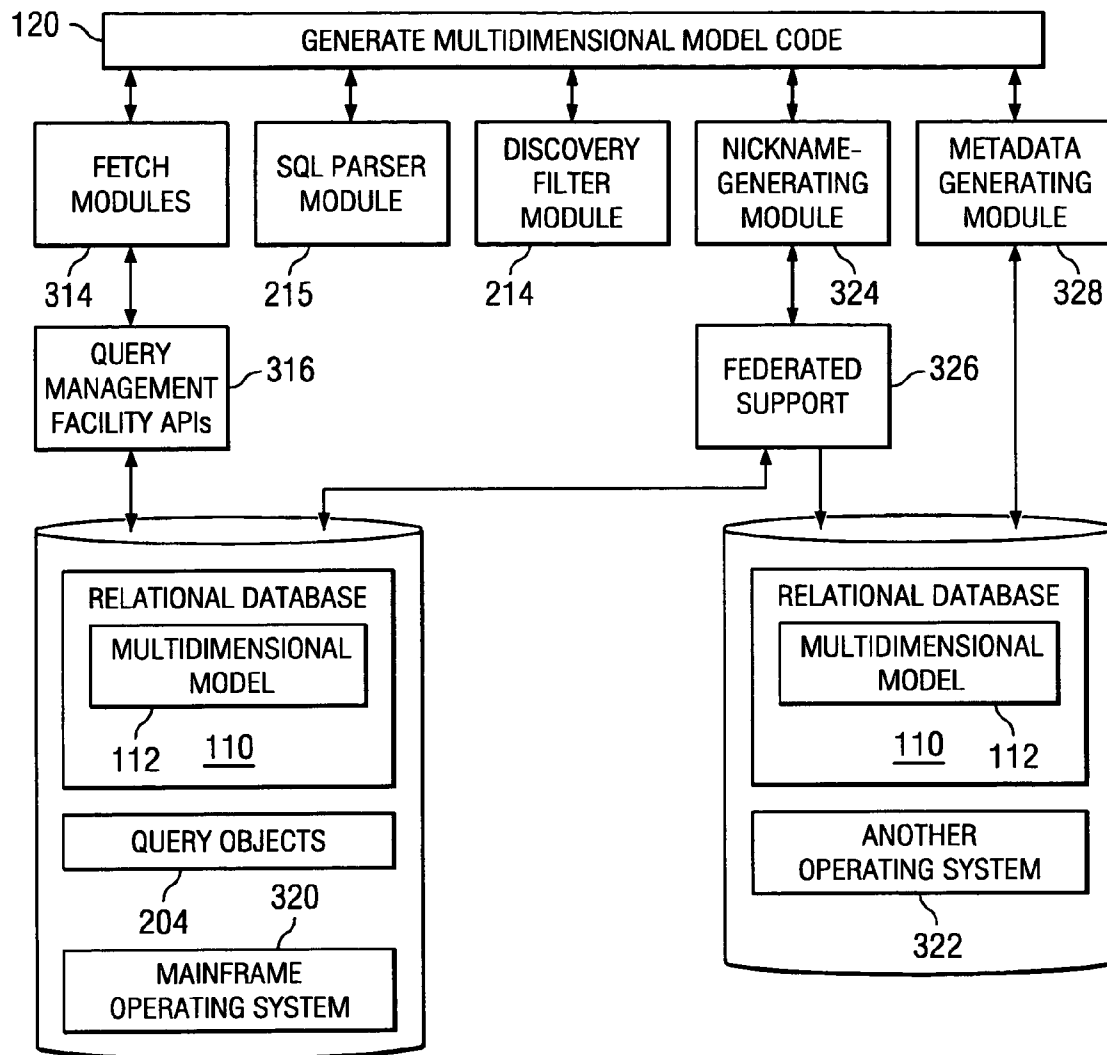 120
GENERATE MULTIDIMENSIONAL MODEL CODE
FETCH
MODULES
SQL PARSER
MODULE
DISCOVERY
FILTER
MODULE
NICKNAME-
GENERATING
MODULE
METADATA
GENERATING
MODULE
314
215
214
324
328
QUERY
MANAGEMENT
FACILITY APIs
316
FEDERATED
SUPPORT
326
RELATIONAL DATABASE
MULTIDIMENSIONAL
MODEL
112
110
QUERY OBJECTS
204
320
MAINFRAME
OPERATING SYSTEM
RELATIONAL DATABASE
MULTIDIMENSIONAL
MODEL
110
112
ANOTHER
OPERATING SYSTEM
322